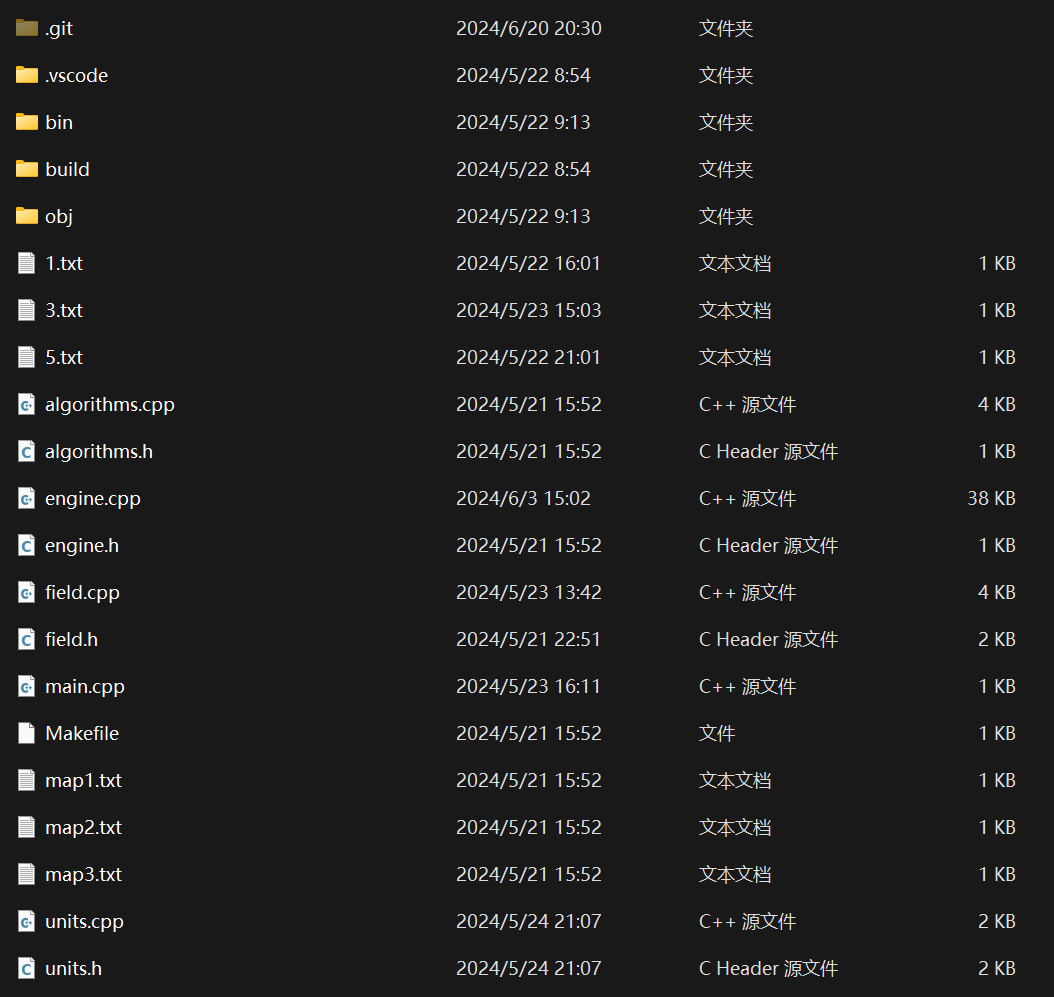 .git 2024/6/20 20:30 文件夹
.vscode 2024/5/22 8:54 文件夹
bin 2024/5/22 9:13 文件夹
build 2024/5/22 8:54 文件夹
obj 2024/5/22 9:13 文件夹
1.txt 2024/5/22 16:01 文本文档 1 KB
3.txt 2024/5/23 15:03 文本文档 1 KB
5.txt 2024/5/22 21:01 文本文档 1 KB
algorithms.cpp 2024/5/21 15:52 C++ 源文件 4 KB
algorithms.h 2024/5/21 15:52 C Header 源文件 1 KB
engine.cpp 2024/6/3 15:02 C++ 源文件 38 KB
engine.h 2024/5/21 15:52 C Header 源文件 1 KB
field.cpp 2024/5/23 13:42 C++ 源文件 4 KB
field.h 2024/5/21 22:51 C Header 源文件 2 KB
main.cpp 2024/5/23 16:11 C++ 源文件 1 KB
Makefile 2024/5/21 15:52 文件 1 KB
map1.txt 2024/5/21 15:52 文本文档 1 KB
map2.txt 2024/5/21 15:52 文本文档 1 KB
map3.txt 2024/5/21 15:52 文本文档 1 KB
units.cpp 2024/5/24 21:07 C++ 源文件 2 KB
units.h 2024/5/24 21:07 C Header 源文件 2 KB